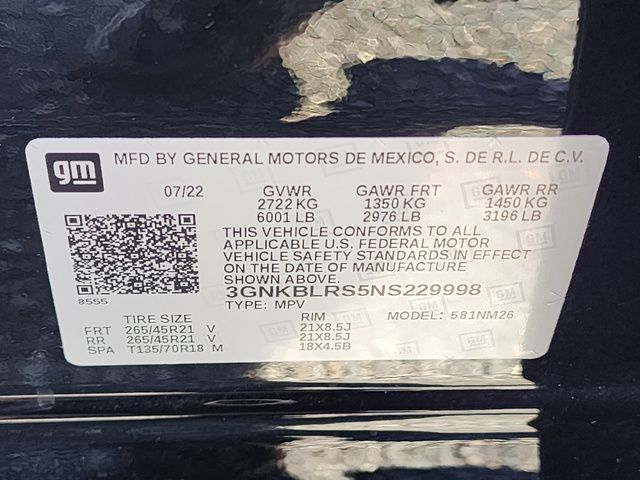 gm MFD BY GENERAL MOTORS DE MEXICO, S. DE R.L. DE C.V.
07/22 GVWR GAWR FRT GAWR RR
2722 KG 1350 KG 1450 KG
6001 LB 2976 LB 3196 LB
THIS VEHICLE CONFORMS TO ALL
APPLICABLE U.S. FEDERAL MOTOR
VEHICLE SAFETY STANDARDS IN EFFECT
ON THE DATE OF MANUFACTURE
SHOWN ABOVE.
3GNKBLRS5NS229998
8555 TYPE: MPV MODEL: 581NM26
TIRE SIZE RIM
FRT 265/45R21 V 21X8.5J
RR 265/45R21 V 21X8.5J
SPA T135/70R18 M 18X4.5B